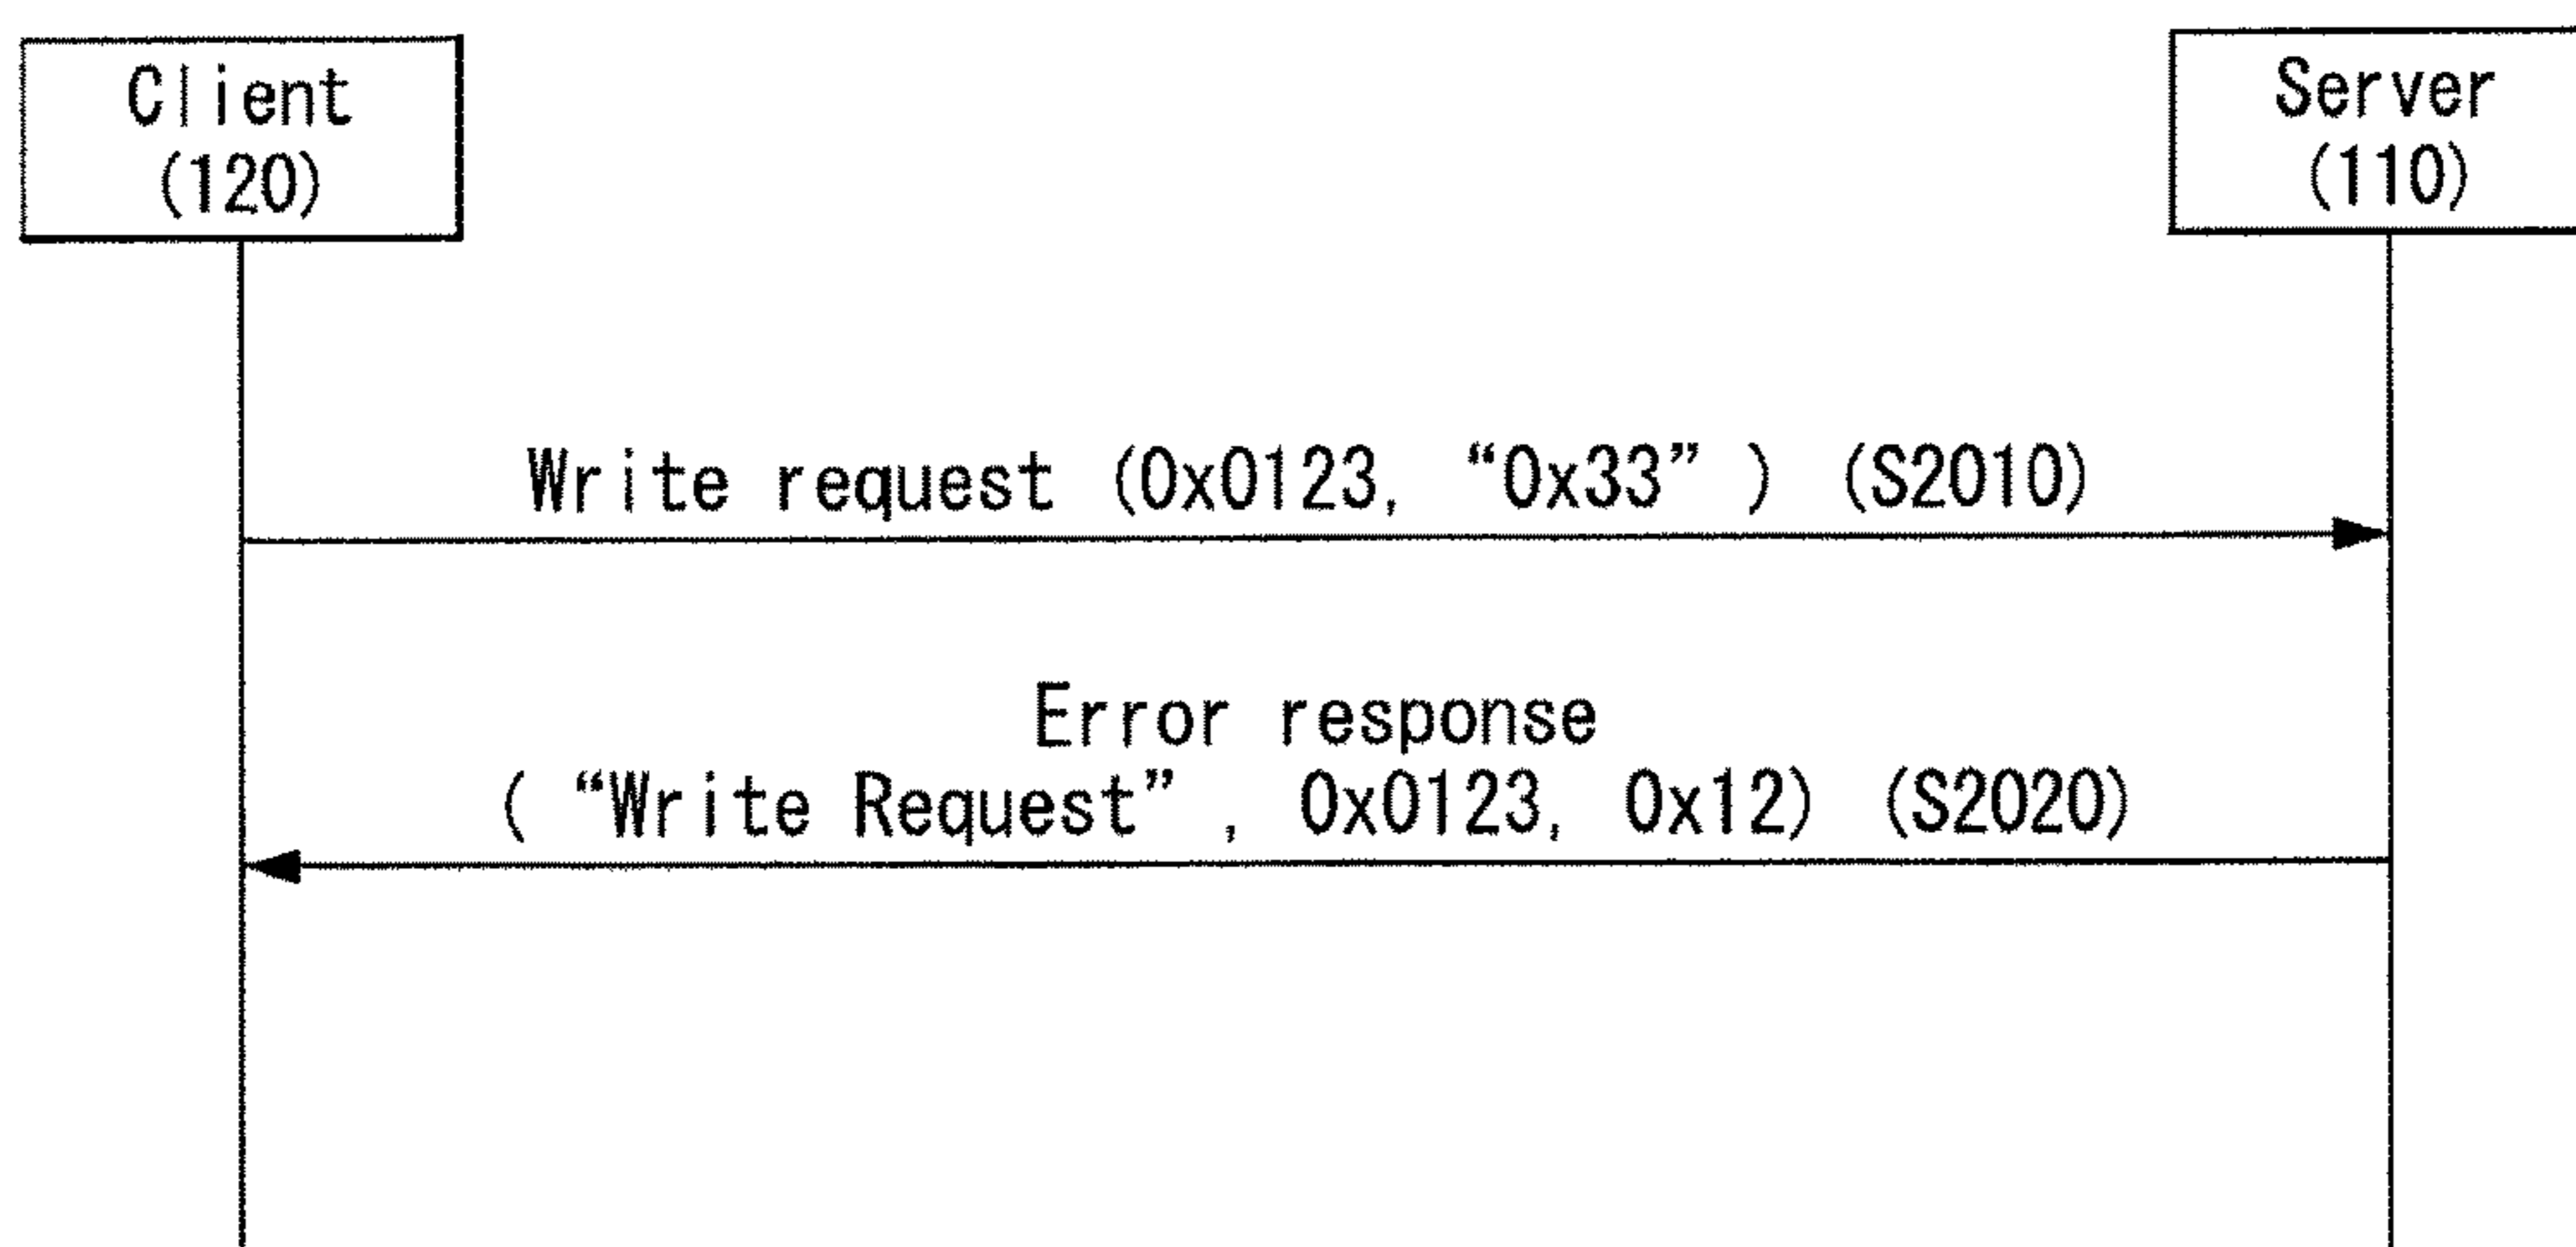 Client
(120)
Server
(110)
Write request (0x0123, “0x33” ) (S2010)
Error response
( “Write Request” , 0x0123, 0x12) (S2020)